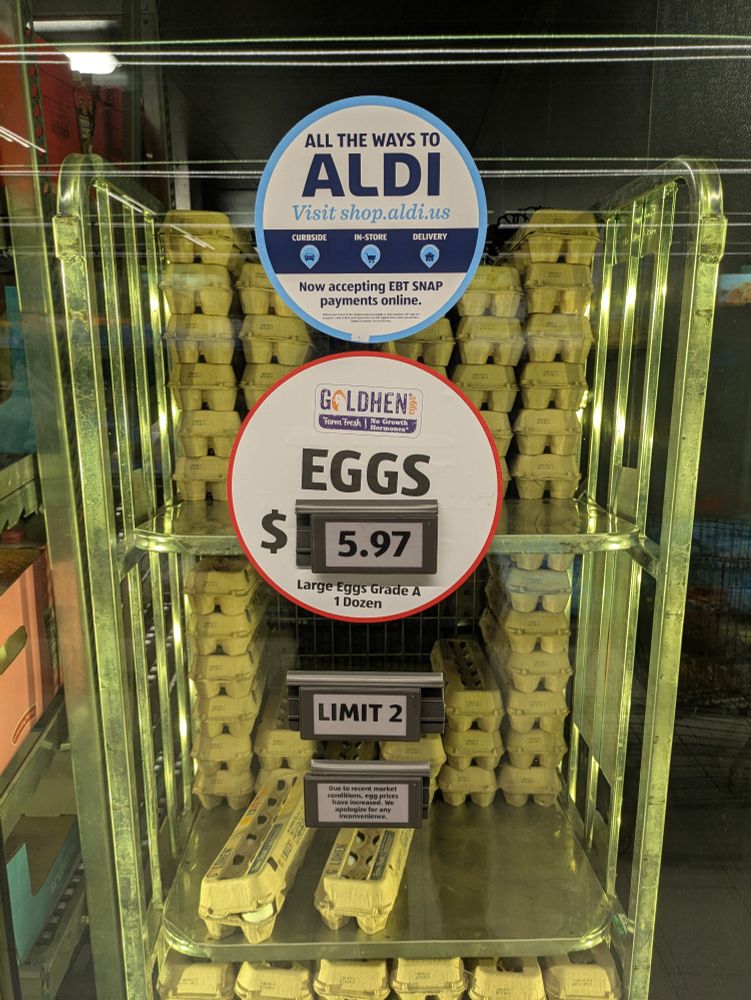 ALL THE WAYS TO
ALDI
Visit shop.aldi.us
CURBSIDE IN-STORE DELIVERY
Now accepting EBT SNAP
payments online.
GOLDHEN eggs
Farm Fresh | No Growth
Hormones*
EGGS
$ 5.97
Large Eggs Grade A
1 Dozen
LIMIT 2
Due to recent market
conditions, egg prices
have increased. We
apologize for any
inconvenience.